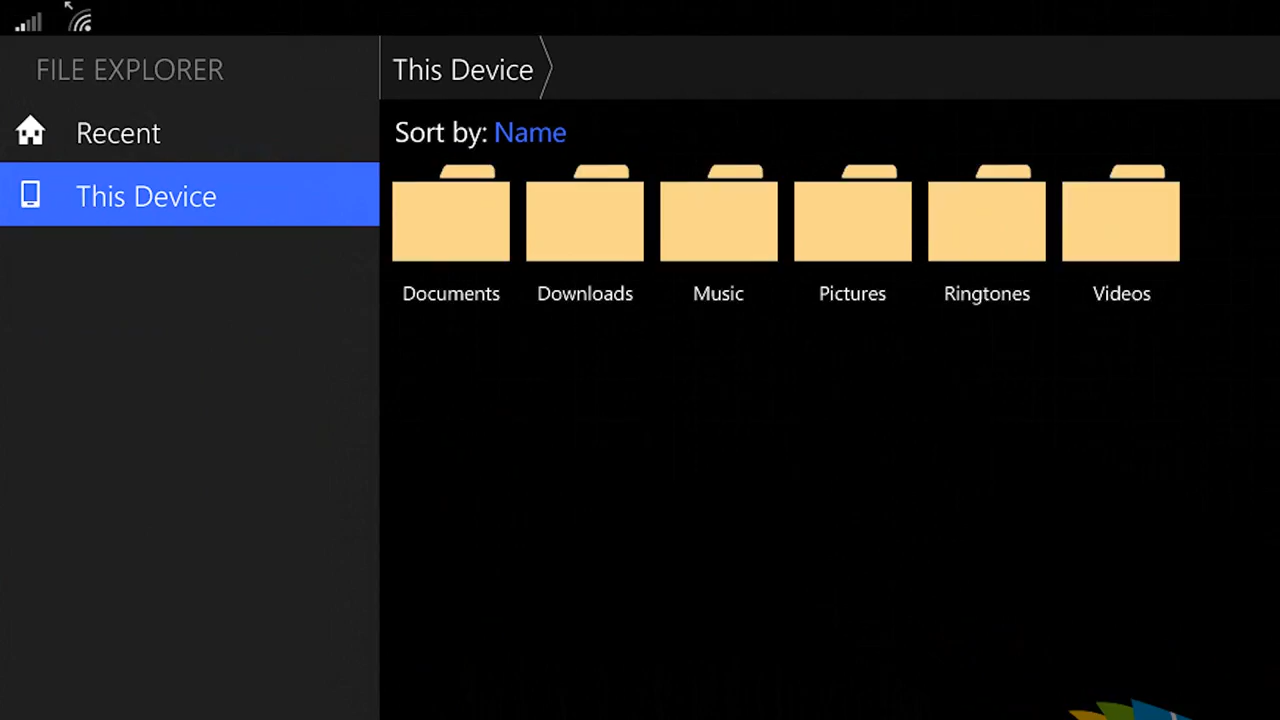 FILE EXPLORER
Recent
This Device
This Device
Sort by: Name
Documents Downloads Music Pictures Ringtones Videos